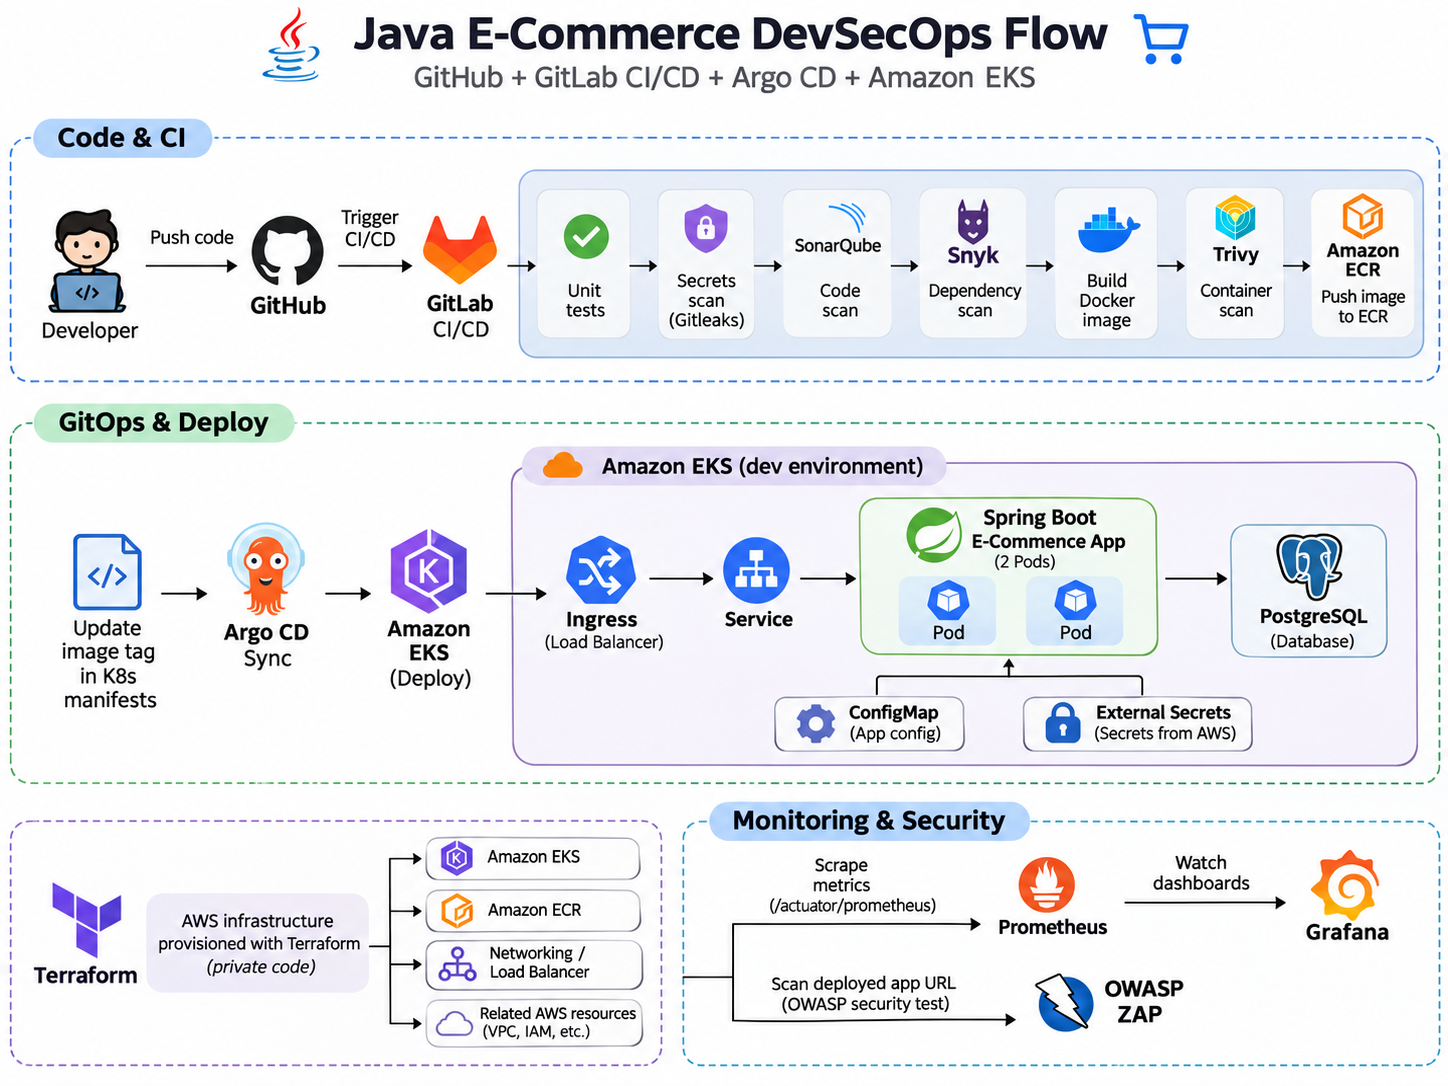 Java E-Commerce DevSecOps Flow
GitHub + GitLab CI/CD + Argo CD + Amazon EKS
Code & CI
Developer
Push code
GitHub
Trigger
CI/CD
GitLab
CI/CD
Unit
tests
Secrets
scan
(Gitleaks)
SonarQube
Code
scan
Snyk
Dependency
scan
Build
Docker
image
Trivy
Container
scan
Amazon
ECR
Push image
to ECR
GitOps & Deploy
Update
image tag
in K8s
manifests
Argo CD
Sync
K
Amazon
EKS
(Deploy)
Amazon EKS (dev environment)
Ingress
(Load Balancer)
Service
Spring Boot
E-Commence App
(2 Pods)
Pod
Pod
PostgreSQL
(Database)
ConfigMap
(App config)
External Secrets
(Secrets from AWS)
Terraform
AWS infrastructure
provisioned with Terraform
(private code)
K
Amazon EKS
Amazon ECR
Networking /
Load Balancer
Related AWS resources
(VPC, IAM, etc.)
Monitoring & Security
Scrape
metrics
(/actuator/prometheus)
Prometheus
Watch
dashboards
Grafana
Scan deployed app URL
(OWASP security test)
OWASP
ZAP